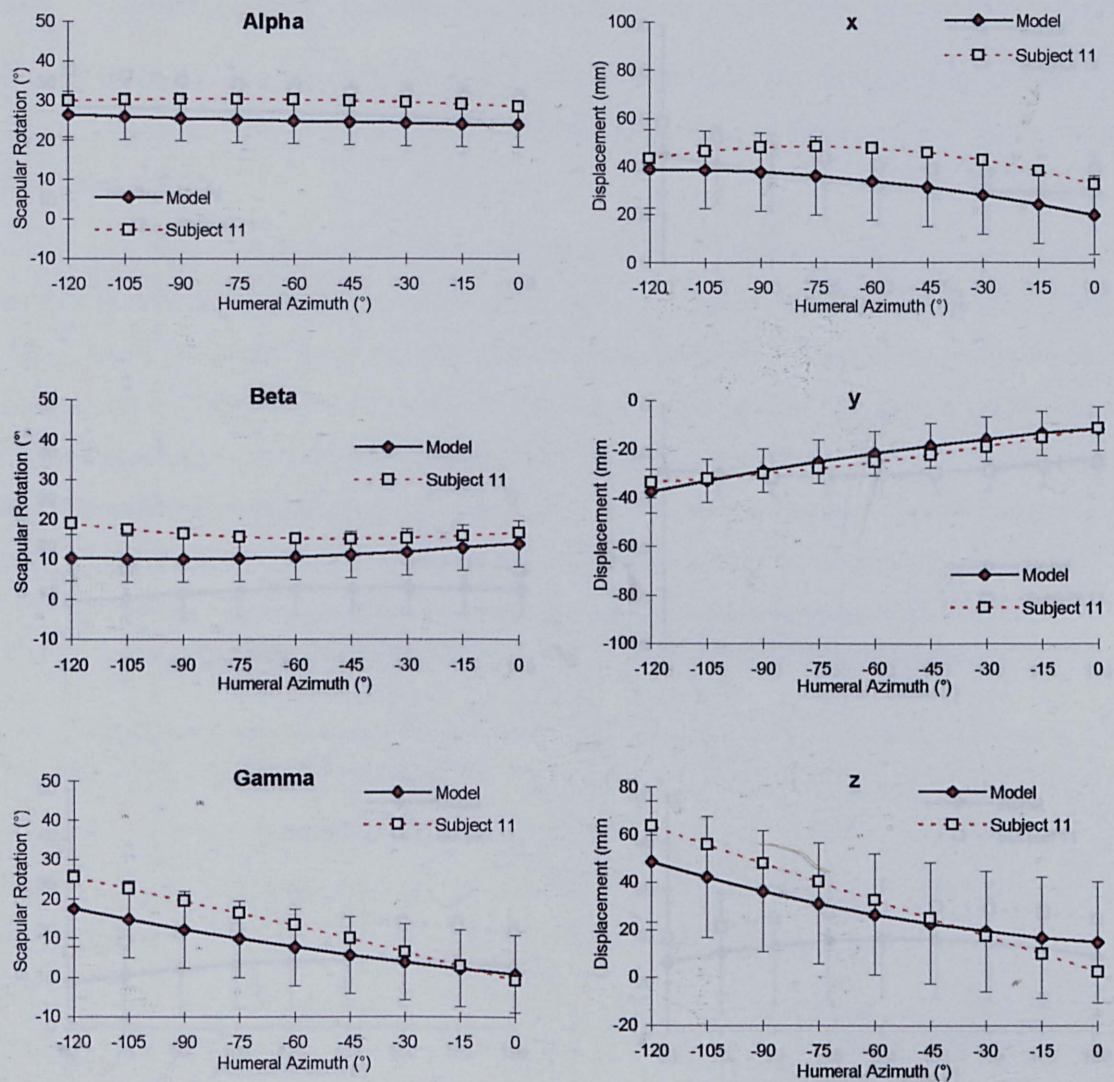 Alpha
Scapular Rotation (°)
50
40
30
20
10
0
-10
Model
Subject 11
-120 -105 -90 -75 -60 -45 -30 -15 0
Humeral Azimuth (°)
x
Displacement (mm)
100
80
60
40
20
0
Model
Subject 11
-120 -105 -90 -75 -60 -45 -30 -15 0
Humeral Azimuth (°)
Beta
Scapular Rotation (°)
50
40
30
20
10
0
-10
Model
Subject 11
-120 -105 -90 -75 -60 -45 -30 -15 0
Humeral Azimuth (°)
y
Displacement (mm
0
-20
-40
-60
-80
-100
Model
Subject 11
-120 -105 -90 -75 -60 -45 -30 -15 0
Humeral Azimuth (°)
Gamma
Scapular Rotation (°)
50
40
30
20
10
0
-10
Model
Subject 11
-120 -105 -90 -75 -60 -45 -30 -15 0
Humeral Azimuth (°)
z
Displacement (mm
80
60
40
20
0
-20
Model
Subject 11
-120 -105 -90 -75 -60 -45 -30 -15 0
Humeral Azimuth (°)